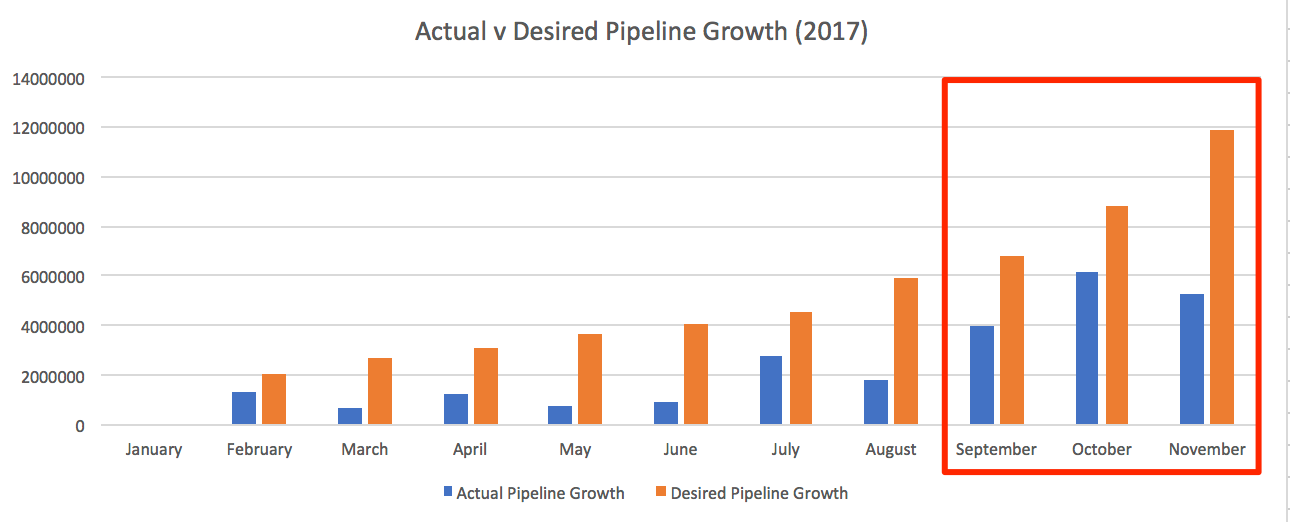 Actual v Desired Pipeline Growth (2017)
14000000
12000000
10000000
8000000
6000000
4000000
2000000
0
January February March April May June July August September October November
Actual Pipeline Growth Desired Pipeline Growth